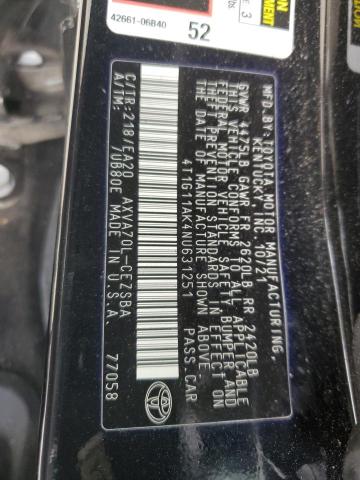 42661-06B40
52
MFD.BY:TOYOTA MOTOR MANUFACTURING,
KENTUCKY, INC. 10/21
GVWR 4475LB GAWR FR 2620LB RR 2420LB
THIS VEHICLE CONFORMS TO ALL APPLICABLE
FEDERAL MOTOR VEHICLE SAFETY, BUMPER AND
THEFT PREVENTION STANDARDS IN EFFECT ON
THE DATE OF MANUFACTURE SHOWN ABOVE.
4T1G11AK4NU631251 PASS.CAR
C/TR:218/EA20 AXVA70L-CEZSBA
A/TM: /UB80E MADE IN U.S.A. 77058